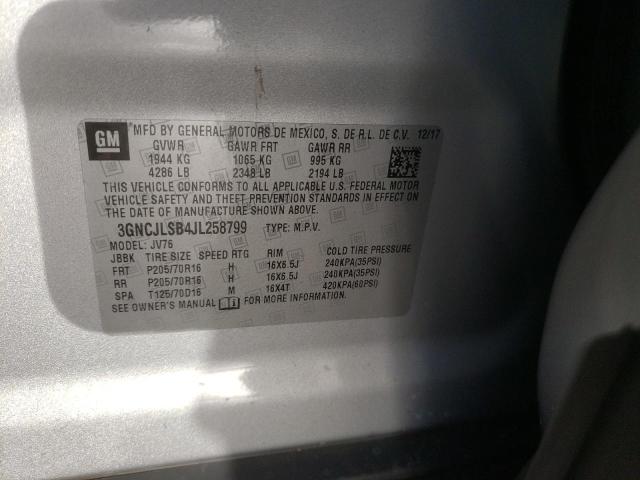 GM
MFD BY GENERAL MOTORS DE MEXICO, S. DE R.L. DE C.V. 12/17
GVWR GAWR FRT GAWR RR
1944 KG 1065 KG 995 KG
4286 LB 2348 LB 2194 LB
THIS VEHICLE CONFORMS TO ALL APPLICABLE U.S. FEDERAL MOTOR
VEHICLE SAFETY AND THEFT PREVENTION STANDARDS IN EFFECT ON
THE DATE OF MANUFACTURE SHOWN ABOVE.
3GNCJLSB4JL258799 TYPE: M.P.V.
MODEL: JV76
JBBK TIRE SIZE SPEED RTG RIM COLD TIRE PRESSURE
FRT P205/70R16 H 16X6.5J 240KPA(35PSI)
RR P205/70R16 H 16X6.5J 240KPA(35PSI)
SPA T125/70D16 M 16X4T 420KPA(60PSI)
SEE OWNER'S MANUAL FOR MORE INFORMATION.